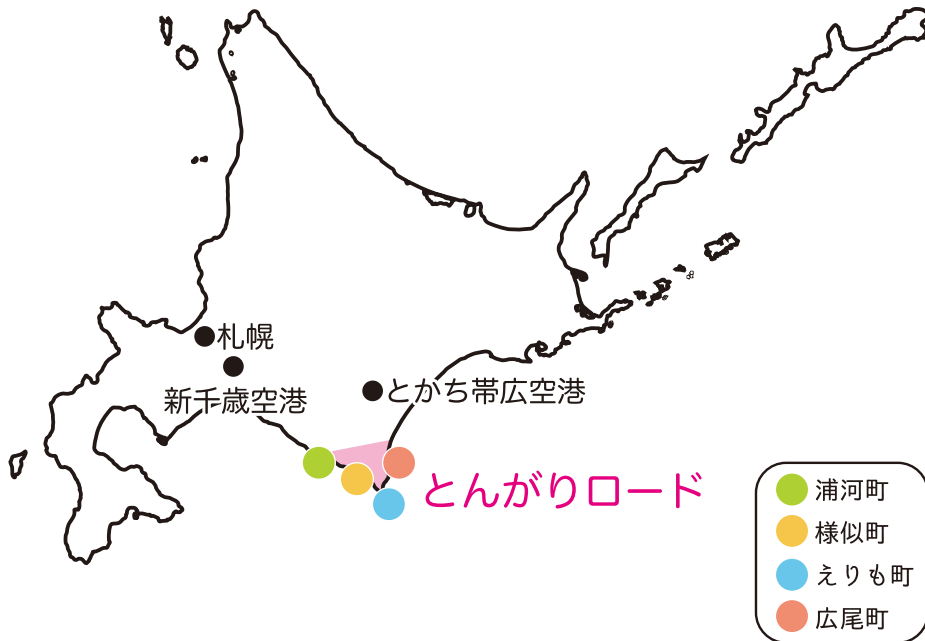 札幌
新千歳空港
とかち帯広空港
とんがりロード
浦河町
様似町
えりも町
広尾町